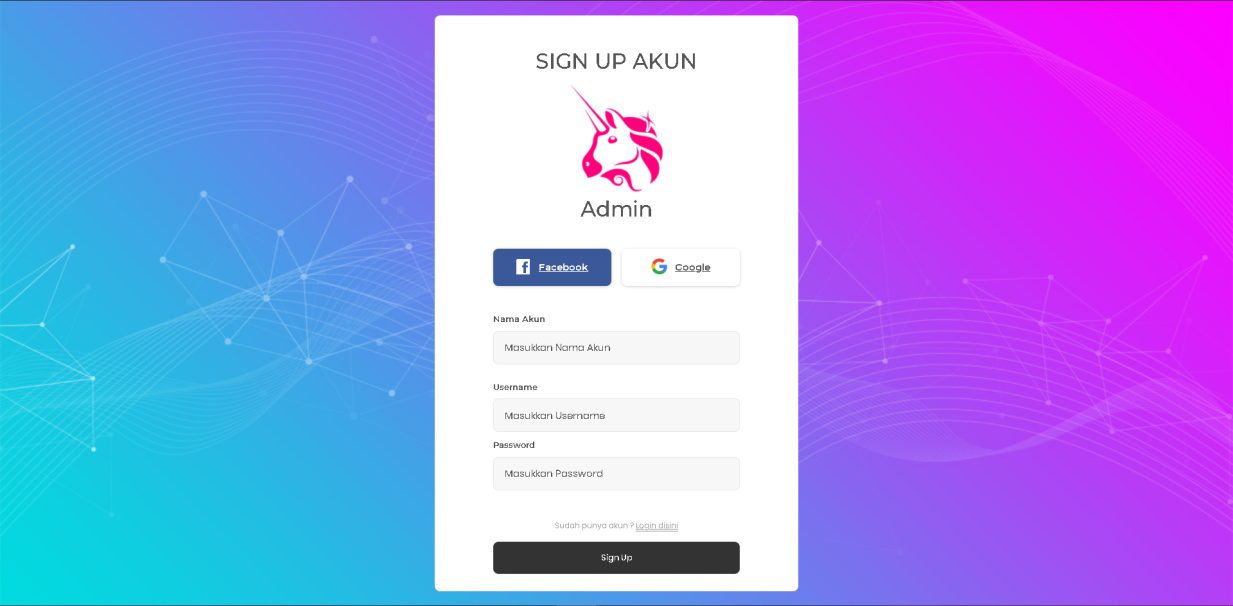 SIGN UP AKUN
Admin
Facebook
Google
Nama Akun
Masukkan Nama Akun
Username
Masukkan Username
Password
Masukkan Password
Sudah punya akun ? Login disini
Sign Up